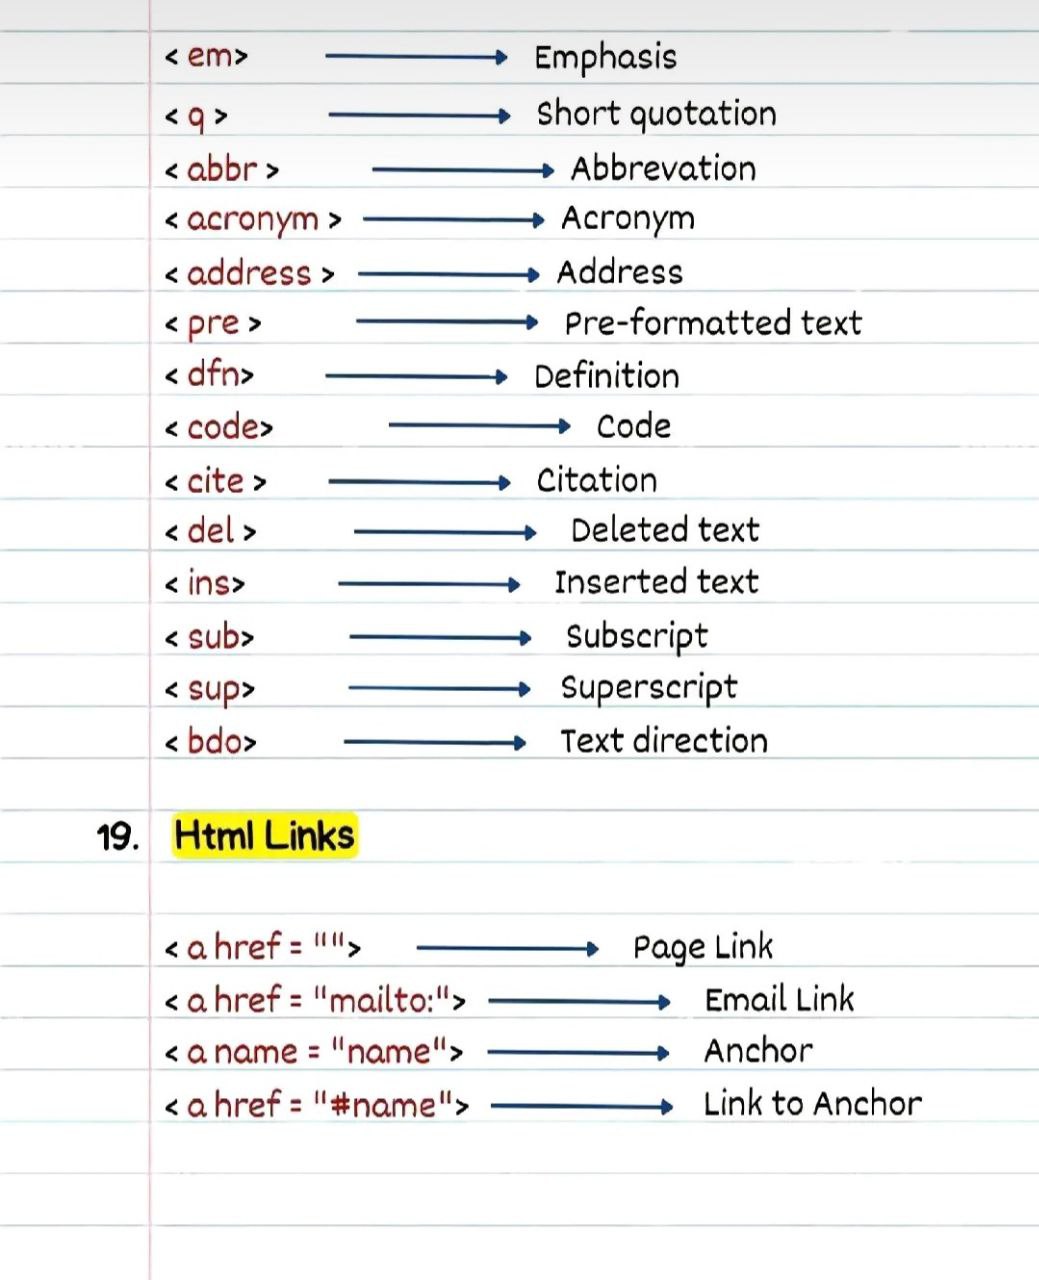 < em> Emphasis
< q > Short quotation
< abbr > Abbrevation
< acronym > Acronym
< address > Address
< pre > Pre-formatted text
< dfn> Definition
< code> Code
< cite > Citation
< del > Deleted text
< ins> Inserted text
< sub> Subscript
< sup> Superscript
< bdo> Text direction
19. Html Links
< a href = ""> Page Link
< a href = "mailto:"> Email Link
< a name = "name"> Anchor
< a href = "#name"> Link to Anchor